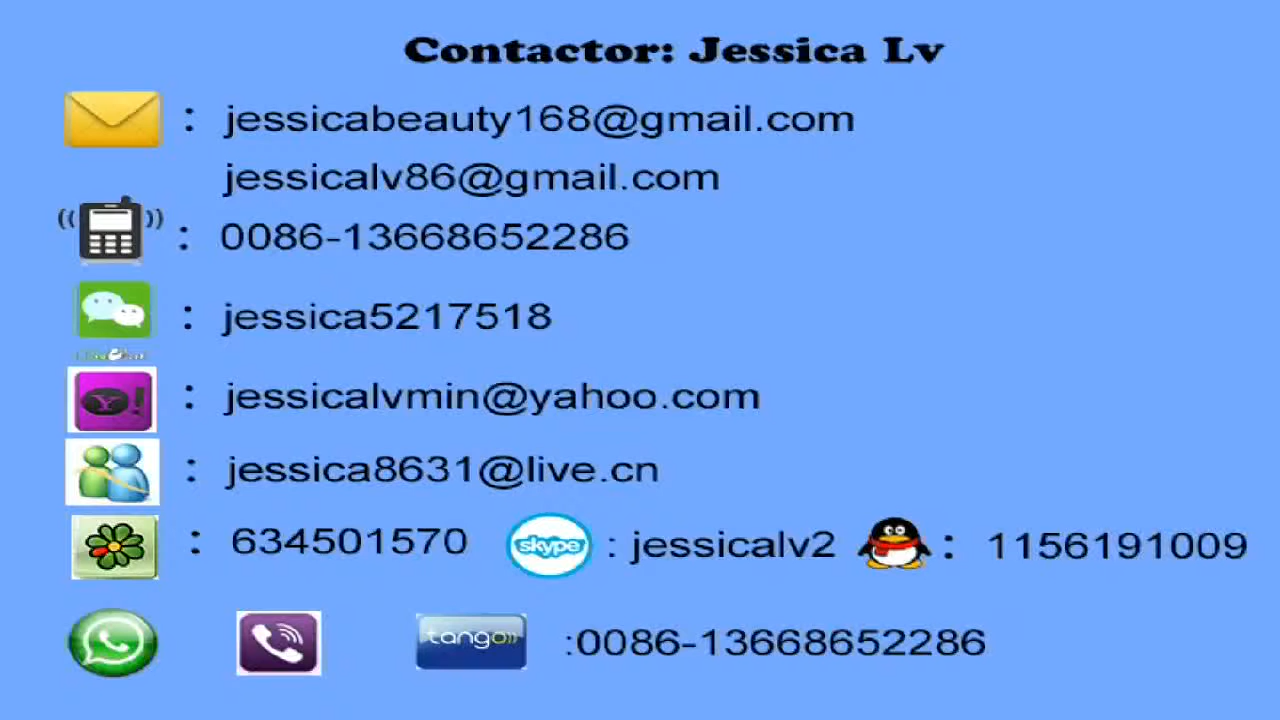 Contactor: Jessica Lv
: jessicabeauty168@gmail.com
jessicalv86@gmail.com
: 0086-13668652286
: jessica5217518
: jessicalvmin@yahoo.com
: jessica8631@live.cn
: 634501570 skype : jessicalv2 : 1156191009
tango :0086-13668652286